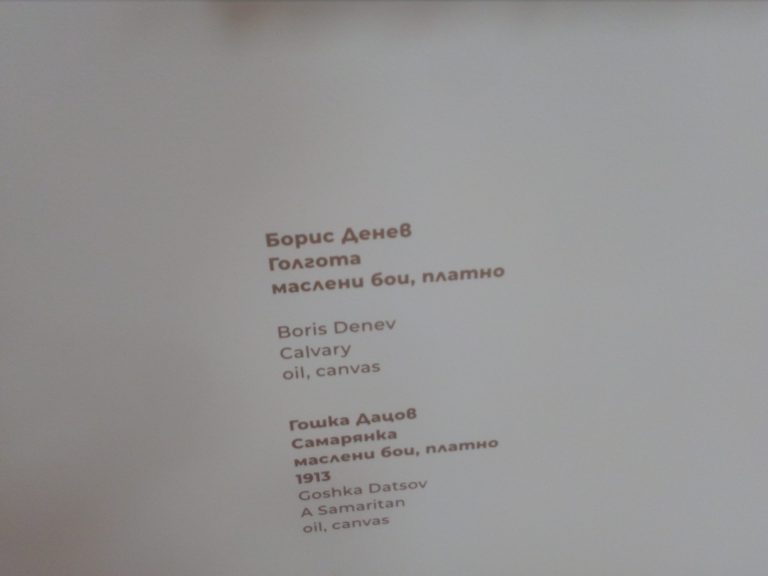 Борис Денев
Голгота
маслени бои, платно
Boris Denev
Calvary
oil, canvas
Гошка Дацов
Самарянка
маслени бои, платно
1913
Goshka Datsov
A Samaritan
oil, canvas